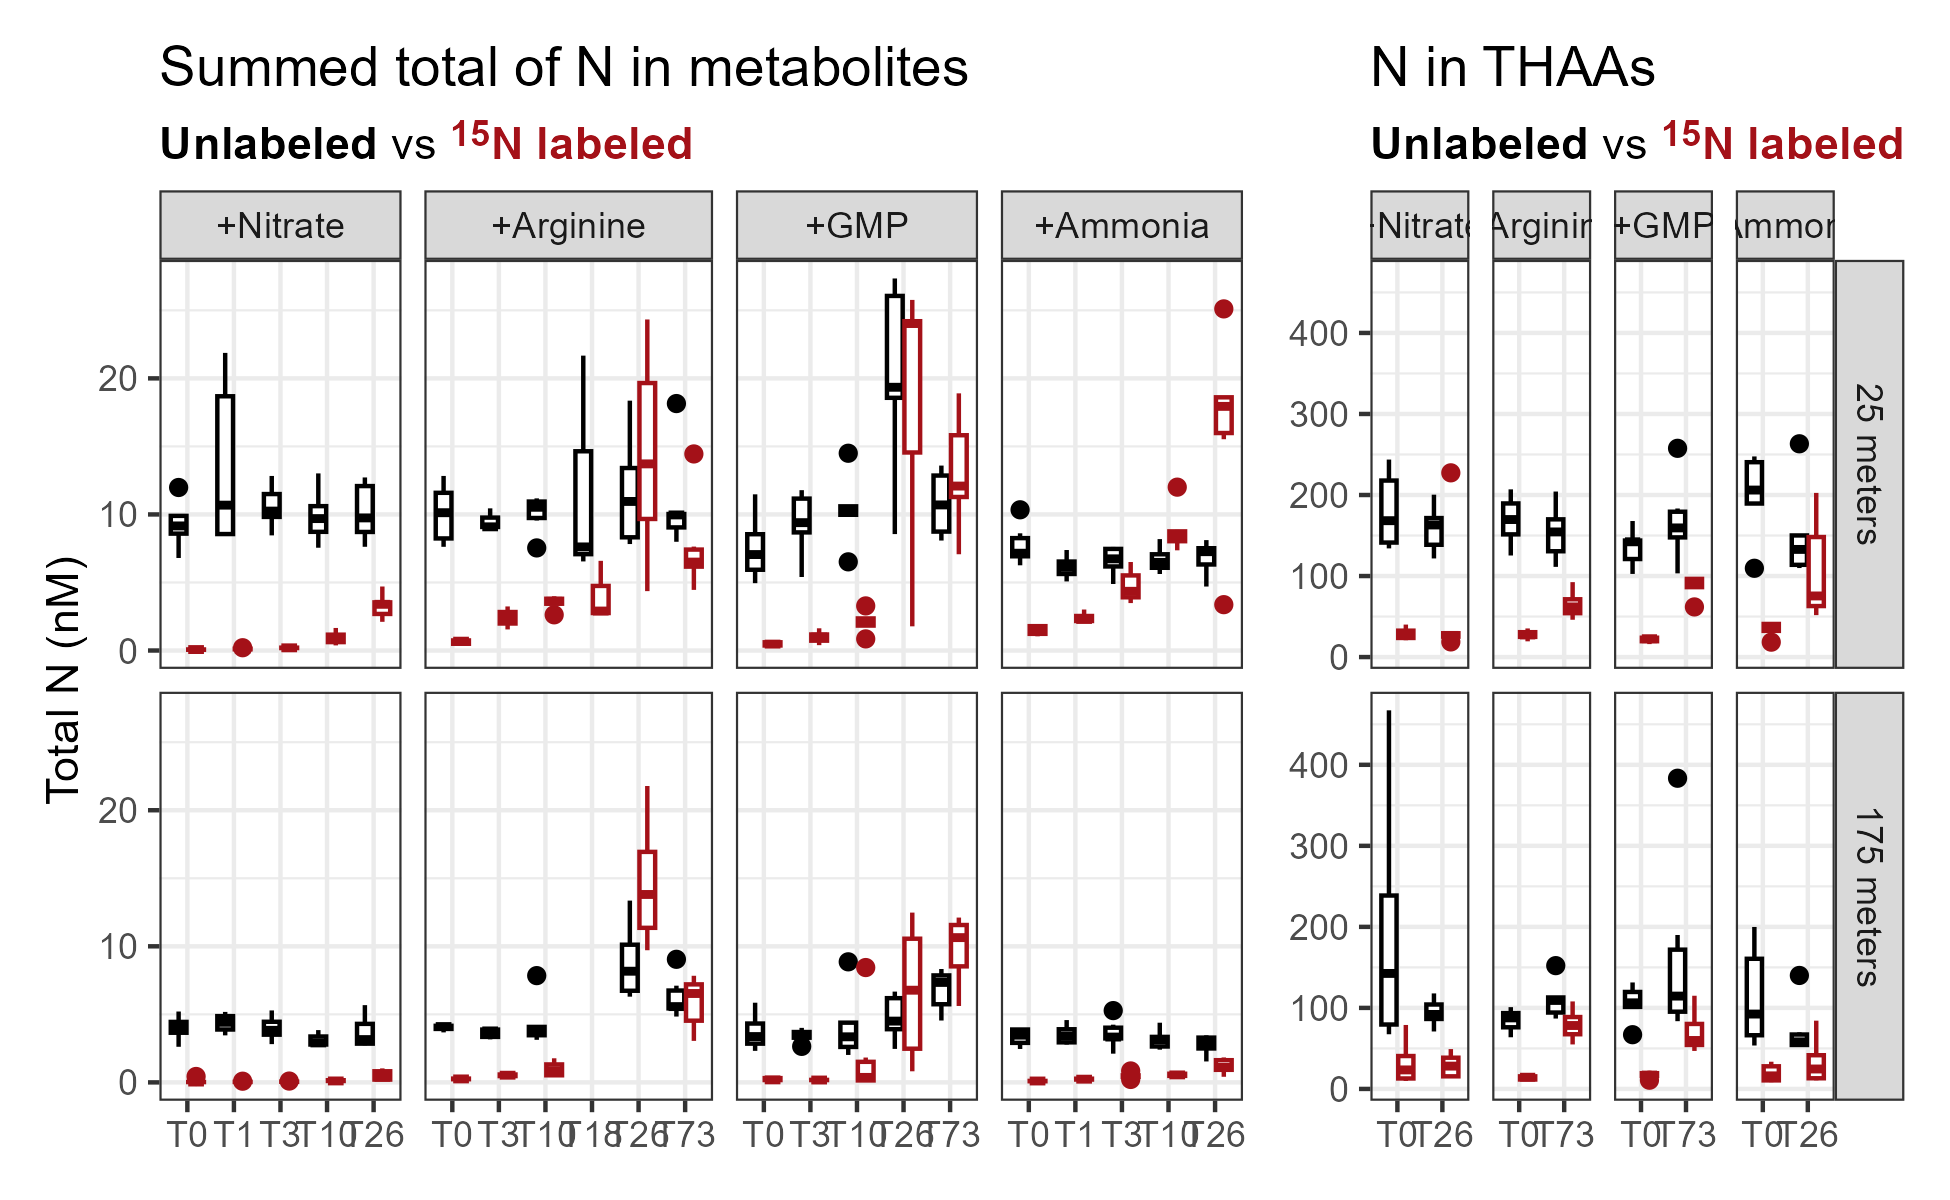 Summed total of N in metabolites
Unlabeled vs 15N labeled
+Nitrate +Arginine +GMP +Ammonia
Total N (nM)
20
10
0
20
10
0
T0 T1 T3 T10 T26
T0 T3 T10 T18 T26 T73
T0 T3 T10 T26 T73
T0 T1 T3 T10 T26
N in THAAs
Unlabeled vs 15N labeled
+GMP
400
300
200
100
0
25 meters
400
300
200
100
0
175 meters
T0 T26
T0 T73
T0 T73
T0 T26